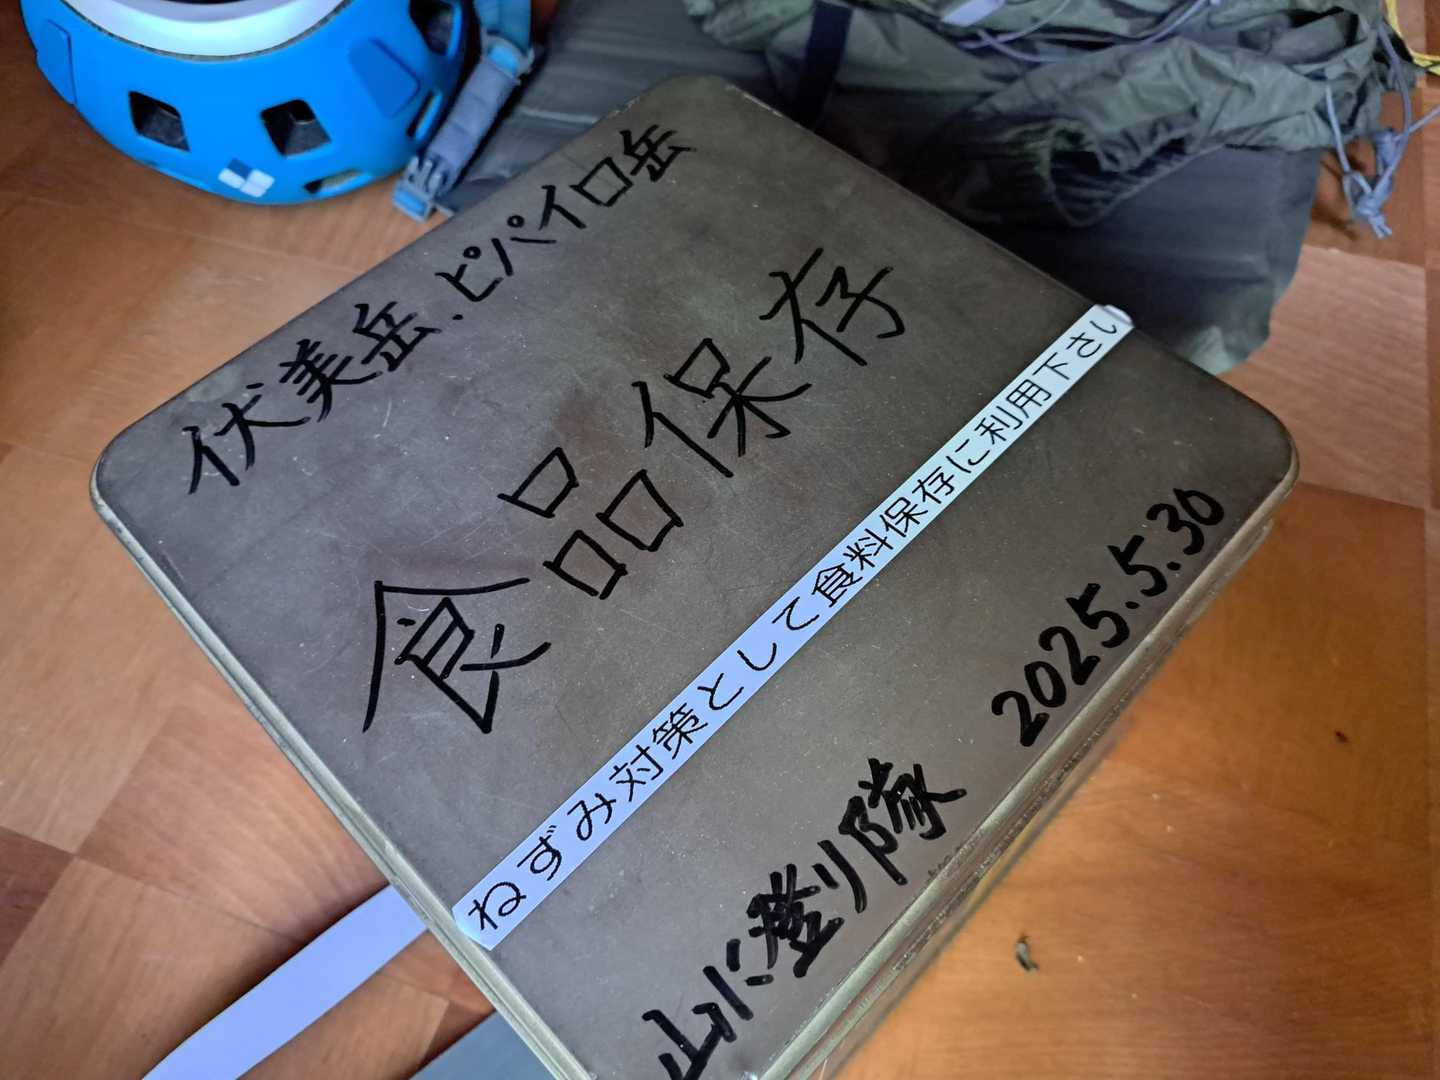 伏美岳、ピパイロ岳
食品保存
ねずみ対策として食料保存に利用下さい
2025.5.30
山に登り隊